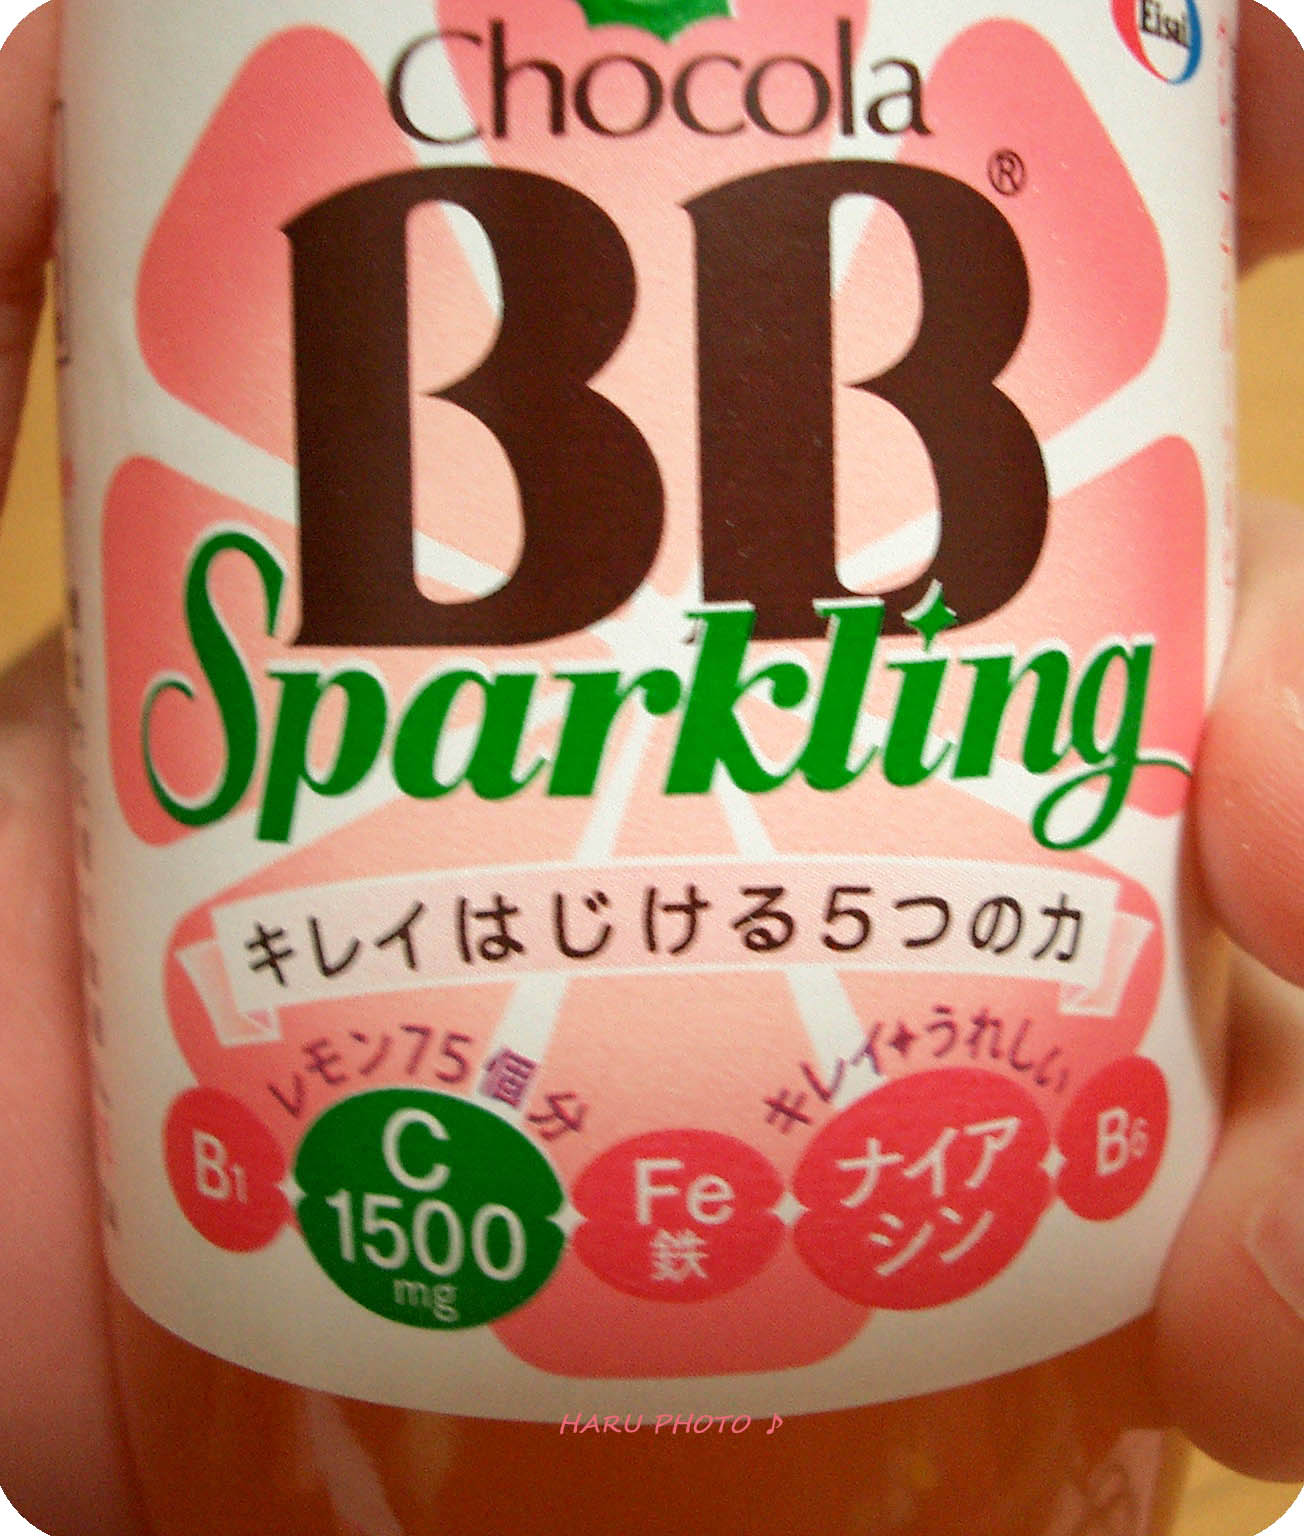 Eisai
Chocola
BB®
Sparkling
キレイはじける5つの力
レモン75個分
キレイ✦うれしい
B1
C
1500
mg
Fe
鉄
ナイア
シン
B6
HARU PHOTO ♪